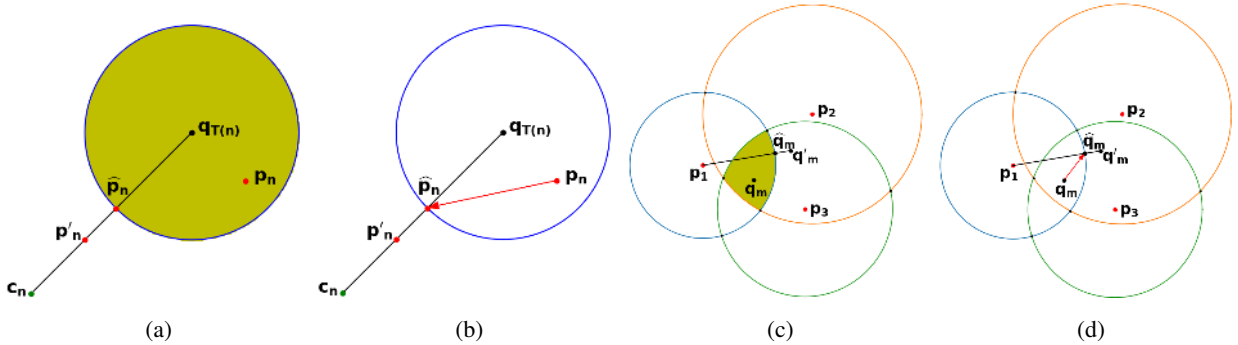 q_T(n)
p_n
p̂_n
p'_n
c_n
(a)
q_T(n)
p_n
p̂_n
p'_n
c_n
(b)
p_2
q̂_m
q'_m
p_1
q_m
p_3
(c)
p_2
q̂_m
q'_m
p_1
q_m
p_3
(d)